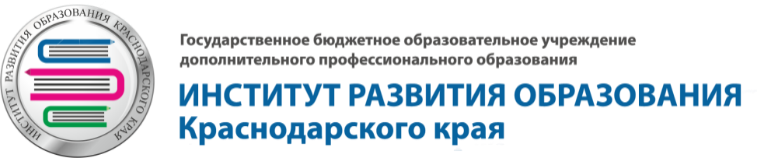 ИНСТИТУТ РАЗВИТИЯ ОБРАЗОВАНИЯ КРАСНОДАРСКОГО КРАЯ
Государственное бюджетное образовательное учреждение
дополнительного профессионального образования
ИНСТИТУТ РАЗВИТИЯ ОБРАЗОВАНИЯ
Краснодарского края